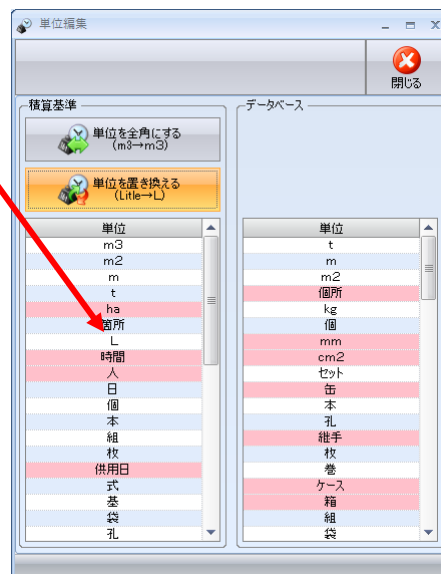 単位編集
閉じる
積算基準
データベース
単位を全角にする
(m3→m3)
単位を置き換える
(Litle→L)
単位
m3
m2
m
t
ha
箇所
L
時間
人
日
個
本
組
枚
供用日
式
基
袋
孔
単位
t
m
m2
個所
kg
個
mm
cm2
セット
缶
本
孔
継手
枚
巻
ケース
箱
組
袋